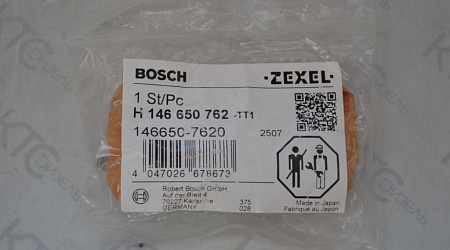 BOSCH
ZEXEL
1 St/Pc
H 146 650 762 -TT1
146650-7620
2507
4 047026 678673
Robert Bosch GmbH
Auf der Breit 4
76227 Karlsruhe
GERMANY
375
028
Made in Japan
Fabriqué au Japon